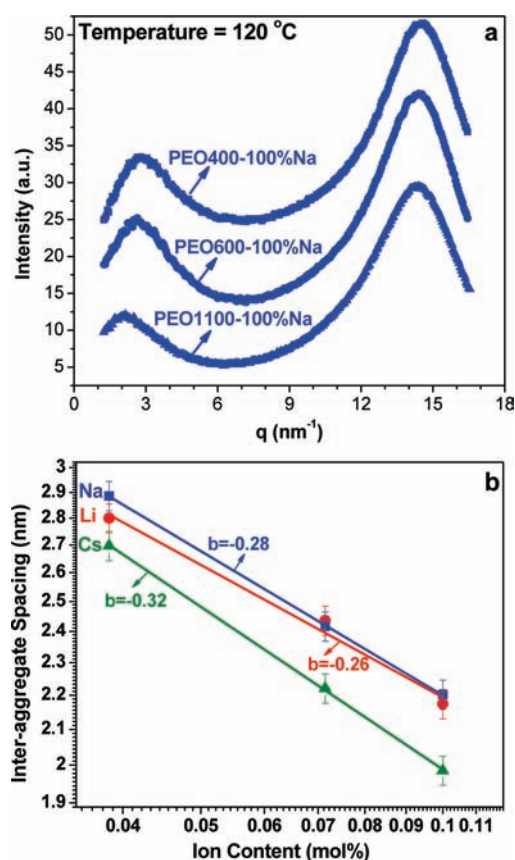 Temperature = 120 °C
a
50
45
40
35
30
25
20
15
10
5
Intensity (a.u.)
PEO400-100%Na
PEO600-100%Na
PEO1100-100%Na
0 3 6 9 12 15 18
q (nm⁻¹)
b
3
2.9
2.8
2.7
2.6
2.5
2.4
2.3
2.2
2.1
2
1.9
Inter-aggregate Spacing (nm)
Na
Li
Cs
b=-0.28
b=-0.32
b=-0.26
0.04 0.05 0.06 0.07 0.08 0.09 0.1 0.11
Ion Content (mol%)